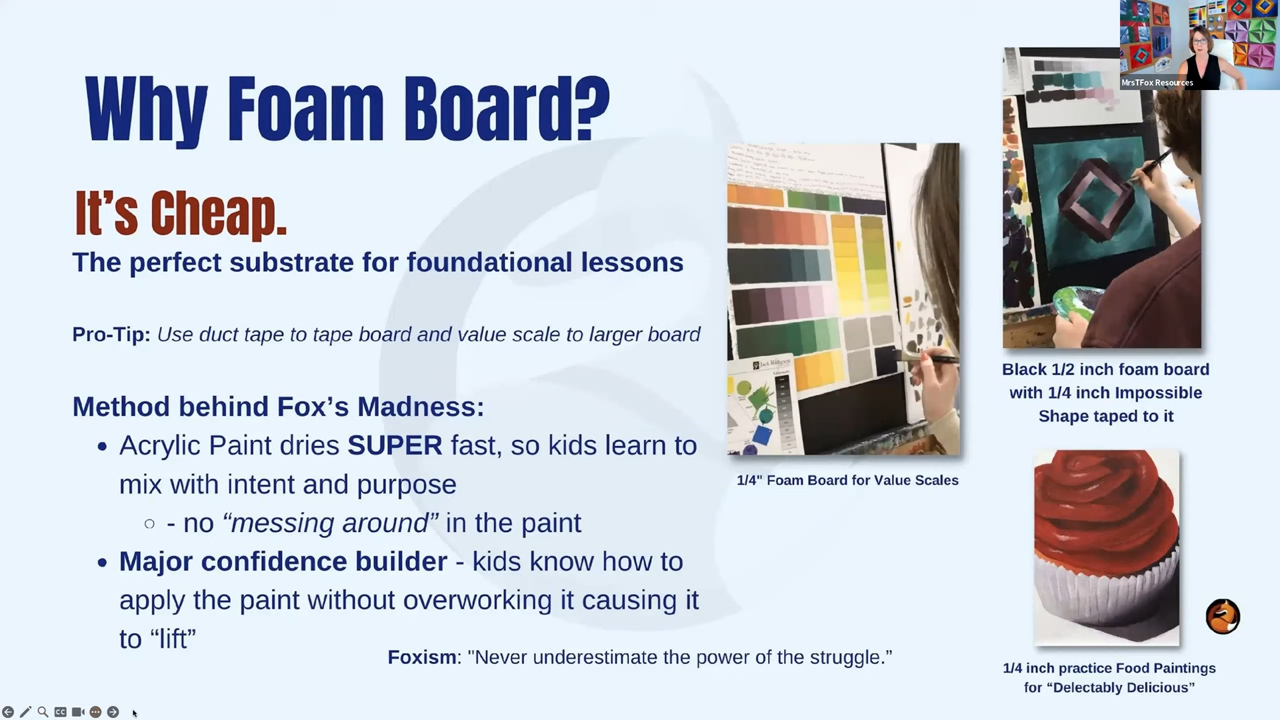 Why Foam Board?
It's Cheap.
The perfect substrate for foundational lessons
Pro-Tip: Use duct tape to tape board and value scale to larger board
Method behind Fox's Madness:
• Acrylic Paint dries SUPER fast, so kids learn to
mix with intent and purpose
○ - no “messing around” in the paint
• Major confidence builder - kids know how to
apply the paint without overworking it causing it
to “lift”
Foxism: "Never underestimate the power of the struggle.”
1/4" Foam Board for Value Scales
MrsTFox Resources
Black 1/2 inch foam board
with 1/4 inch Impossible
Shape taped to it
1/4 inch practice Food Paintings
for “Delectably Delicious”
CC